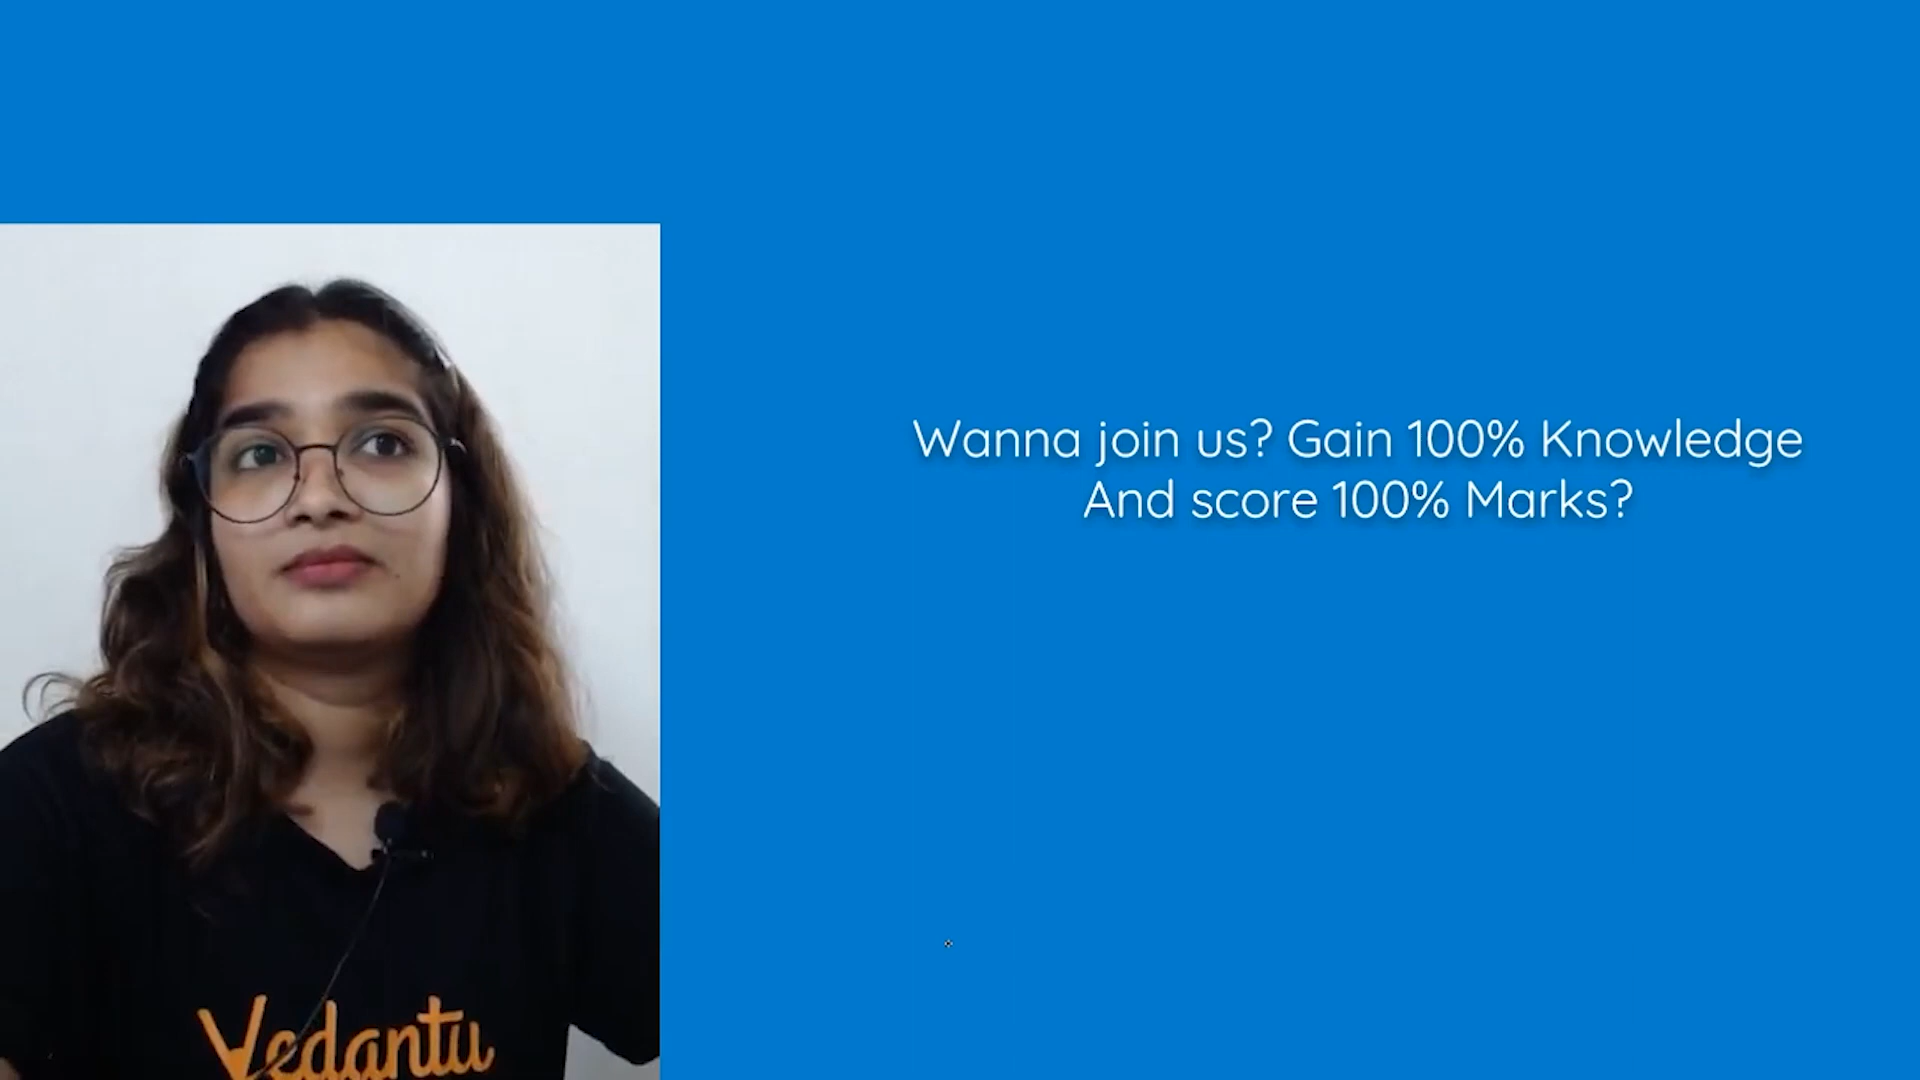 Wanna join us? Gain 100% Knowledge
And score 100% Marks?
Vedantu